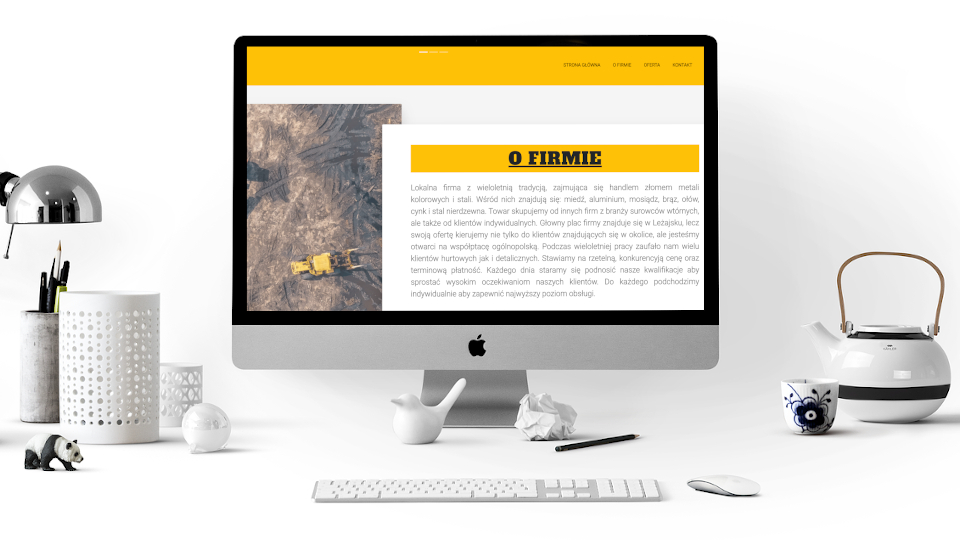 STRONA GŁÓWNA O FIRMIE OFERTA KONTAKT
O FIRMIE
Lokalna firma z wieloletnią tradycją, zajmująca się handlem złomem metali
kolorowych i stali. Wśród nich znajdują się: miedź, aluminium, mosiądz, brąz, ołów,
cynk i stal nierdzewna. Towar skupujemy od innych firm z branży surowców wtórnych,
ale także od klientów indywidualnych. Głowny plac firmy znajduje się w Leżajsku, lecz
swoją ofertę kierujemy nie tylko do klientów znajdujących się w okolice, ale jesteśmy
otwarci na współptacę ogólnopolską. Podczas wieloletniej pracy zaufało nam wielu
klientów hurtowych jak i detalicznych. Stawiamy na rzetelną, konkurencyją cenę oraz
terminową płatność. Każdego dnia staramy się podnosić nasze kwalifikacje aby
sprostać wysokim oczekiwaniom naszych klientów. Do każdego podchodzimy
indywidualnie aby zapewnić najwyższy poziom obsługi.